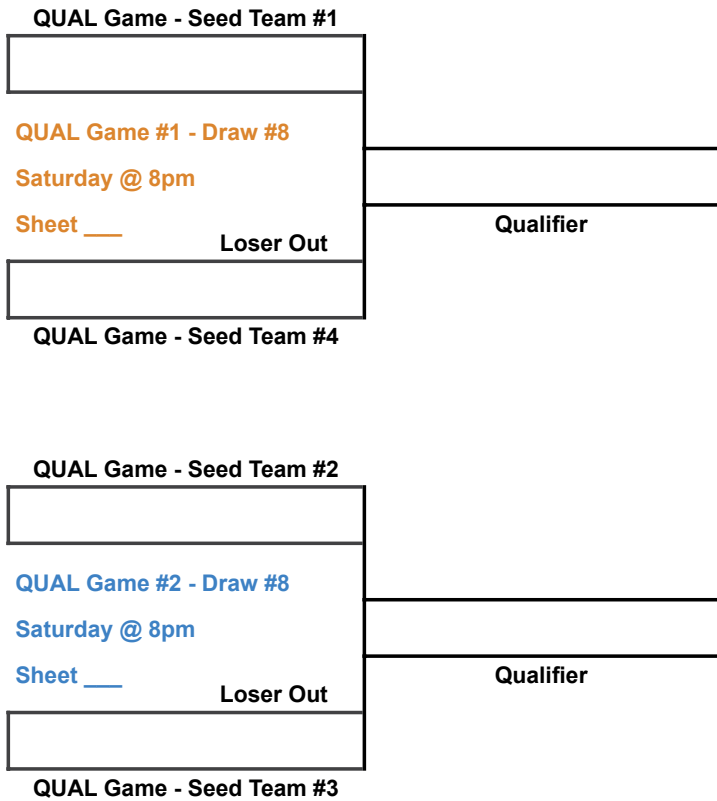 QUAL Game - Seed Team #1
QUAL Game #1 - Draw #8
Saturday @ 8pm
Sheet ___
Loser Out
Qualifier
QUAL Game - Seed Team #4
QUAL Game - Seed Team #2
QUAL Game #2 - Draw #8
Saturday @ 8pm
Sheet ___
Loser Out
Qualifier
QUAL Game - Seed Team #3